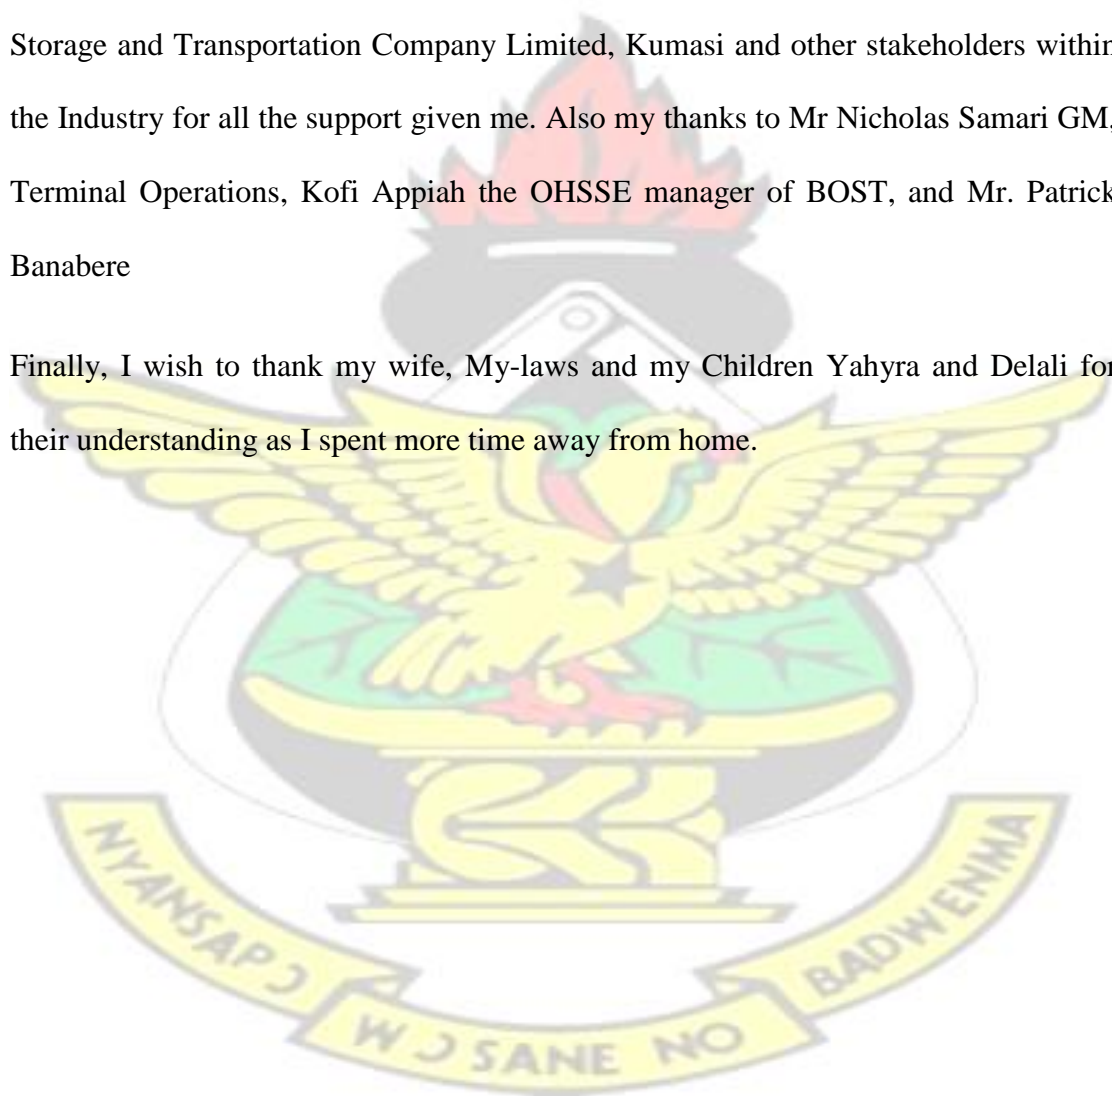 Storage and Transportation Company Limited, Kumasi and other stakeholders within
the Industry for all the support given me. Also my thanks to Mr Nicholas Samari GM,
Terminal Operations, Kofi Appiah the OHSSE manager of BOST, and Mr. Patrick
Banabere
Finally, I wish to thank my wife, My-laws and my Children Yahyra and Delali for
their understanding as I spent more time away from home.
NYANSAPƆ WƆSANE NO BADWENMA